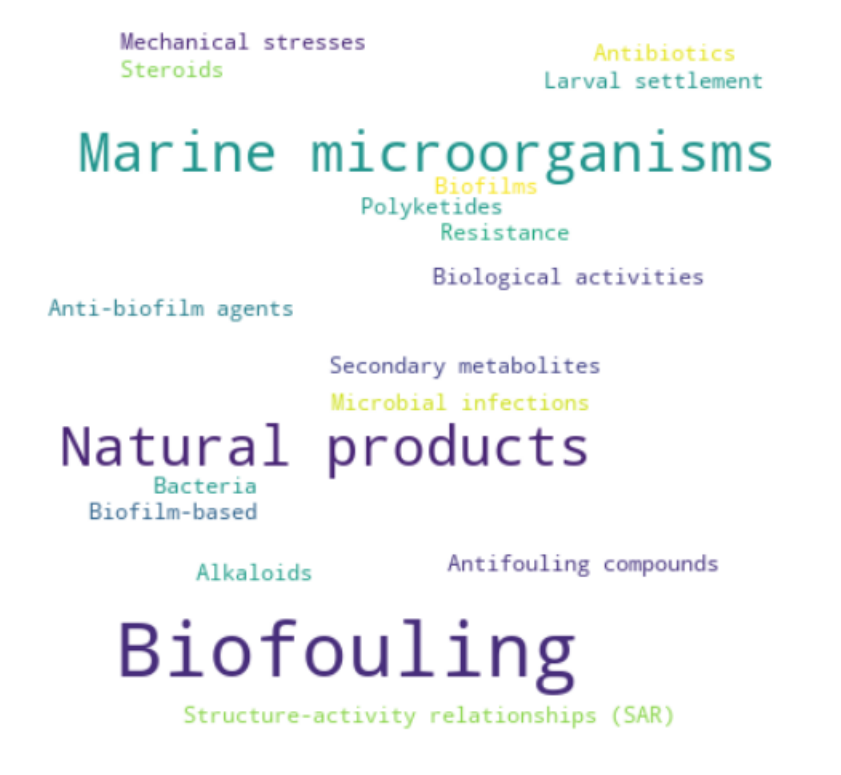 Mechanical stresses
Antibiotics
Steroids
Larval settlement
Marine microorganisms
Biofilms
Polyketides
Resistance
Biological activities
Anti-biofilm agents
Secondary metabolites
Microbial infections
Natural products
Bacteria
Biofilm-based
Antifouling compounds
Alkaloids
Biofouling
Structure-activity relationships (SAR)